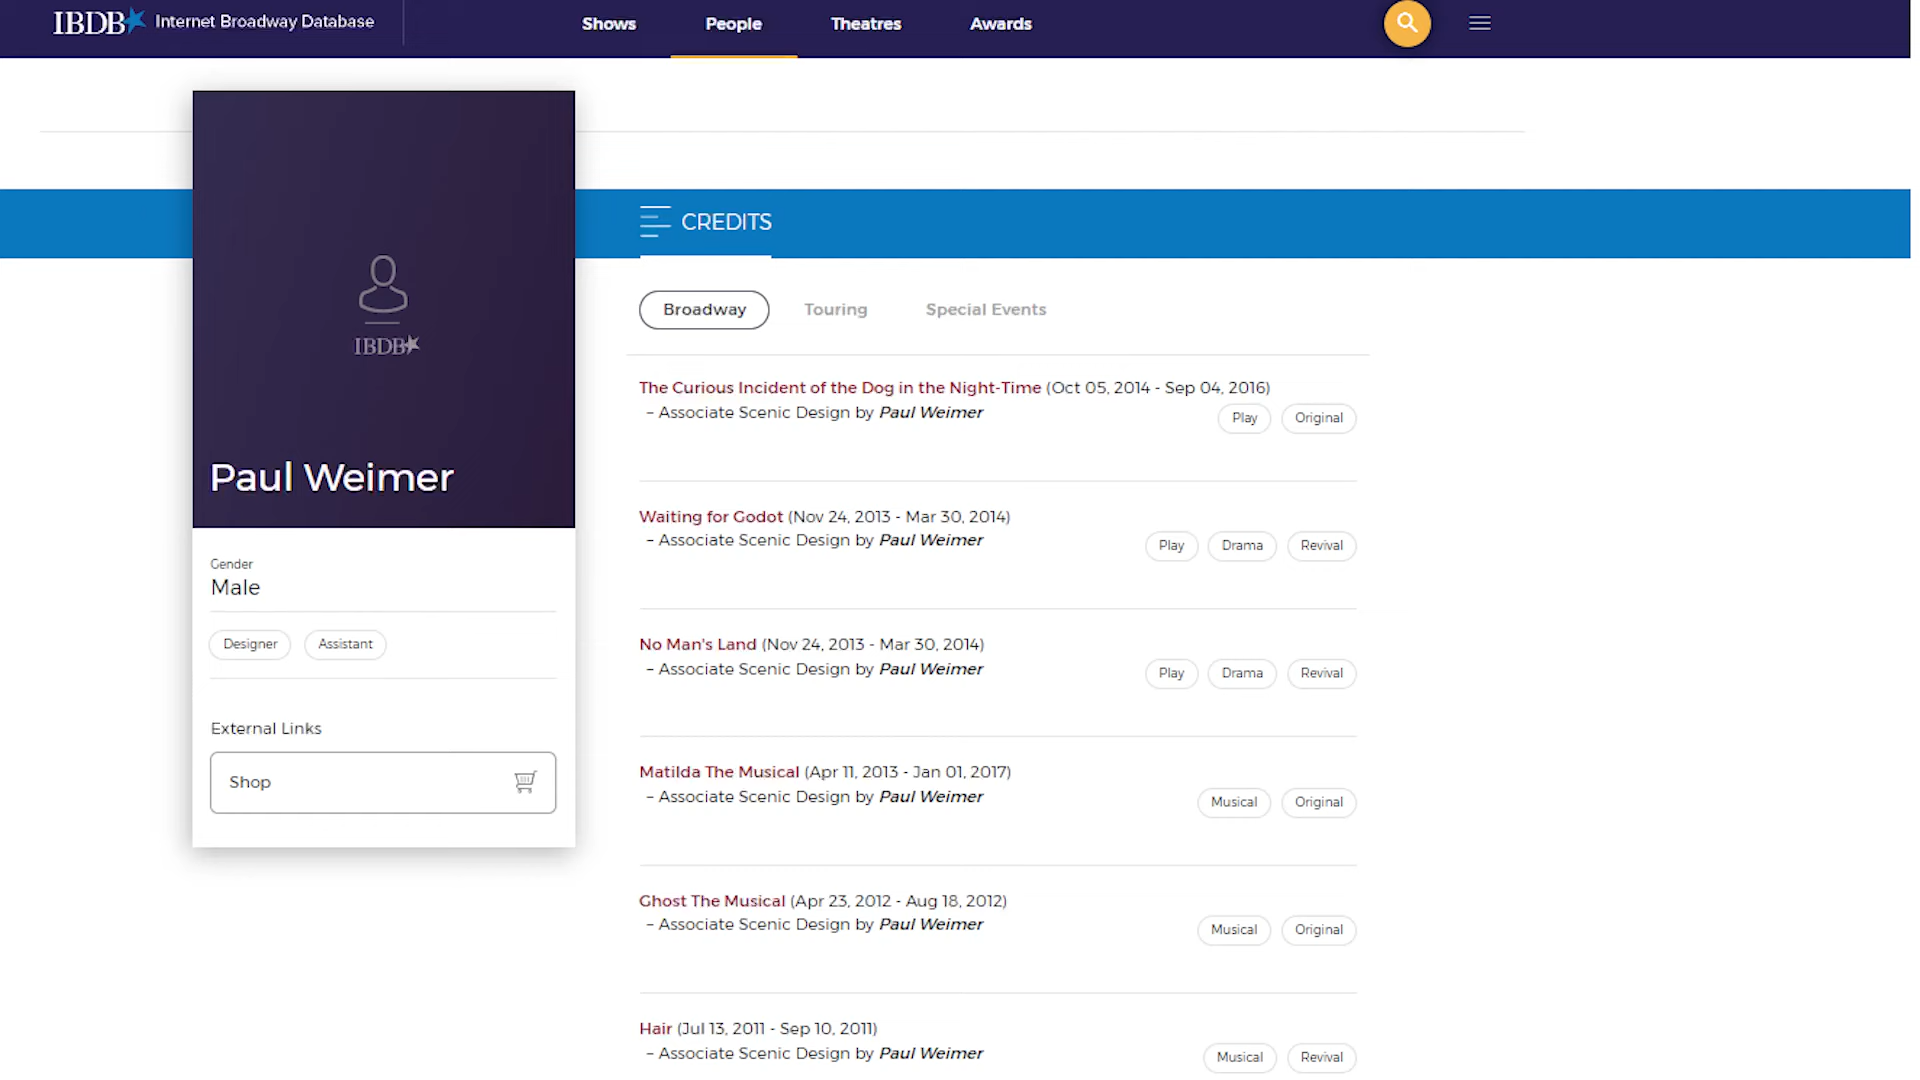 IBDB Internet Broadway Database
Shows
People
Theatres
Awards
CREDITS
IBDB
Paul Weimer
Gender
Male
Designer
Assistant
External Links
Shop
Broadway
Touring
Special Events
The Curious Incident of the Dog in the Night-Time (Oct 05, 2014 - Sep 04, 2016)
– Associate Scenic Design by Paul Weimer
Play
Original
Waiting for Godot (Nov 24, 2013 - Mar 30, 2014)
– Associate Scenic Design by Paul Weimer
Play
Drama
Revival
No Man's Land (Nov 24, 2013 - Mar 30, 2014)
– Associate Scenic Design by Paul Weimer
Play
Drama
Revival
Matilda The Musical (Apr 11, 2013 - Jan 01, 2017)
– Associate Scenic Design by Paul Weimer
Musical
Original
Ghost The Musical (Apr 23, 2012 - Aug 18, 2012)
– Associate Scenic Design by Paul Weimer
Musical
Original
Hair (Jul 13, 2011 - Sep 10, 2011)
– Associate Scenic Design by Paul Weimer
Musical
Revival